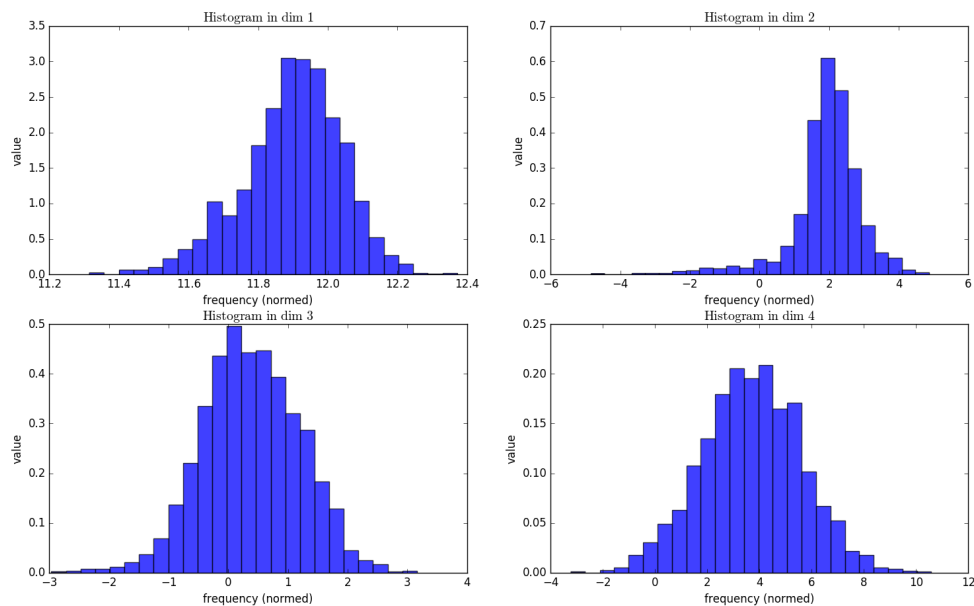 Histogram in dim 1
3.5
3.0
2.5
2.0
1.5
1.0
0.5
0.0
value
11.2 11.4 11.6 11.8 12.0 12.2 12.4
frequency (normed)
Histogram in dim 2
0.7
0.6
0.5
0.4
0.3
0.2
0.1
0.0
value
−6 −4 −2 0 2 4 6
frequency (normed)
Histogram in dim 3
0.5
0.4
0.3
0.2
0.1
0.0
value
−3 −2 −1 0 1 2 3 4
frequency (normed)
Histogram in dim 4
0.25
0.20
0.15
0.10
0.05
0.00
value
−4 −2 0 2 4 6 8 10 12
frequency (normed)